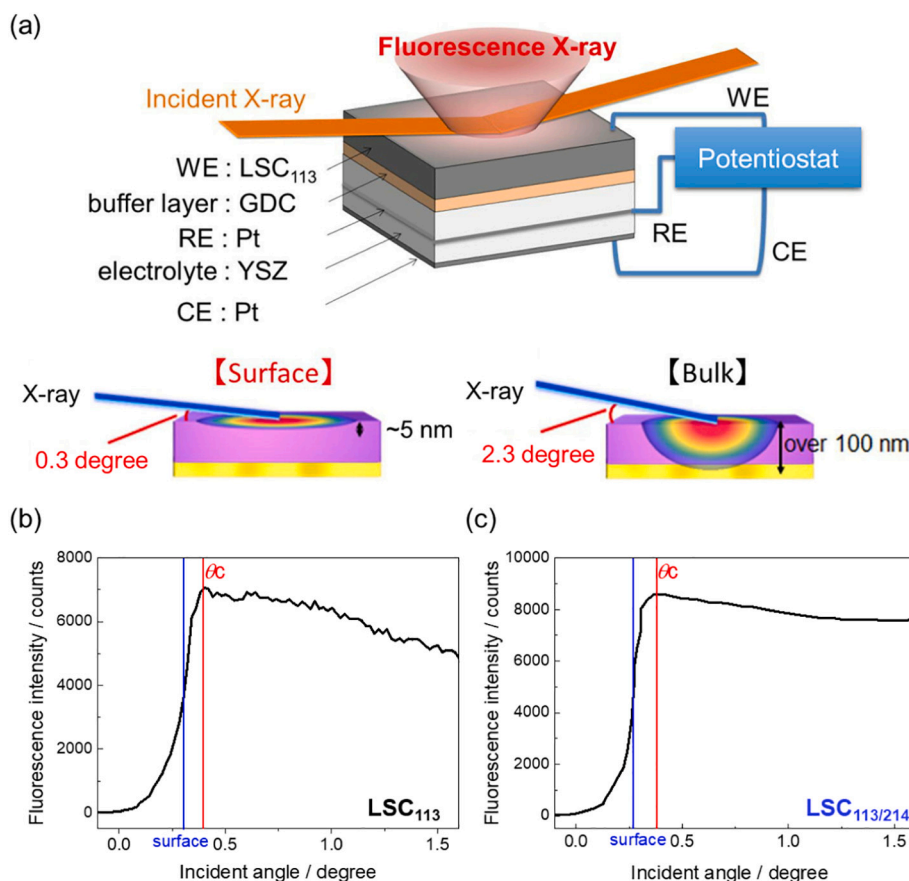 (a)
Fluorescence X-ray
Incident X-ray
WE
WE : LSC113
Potentiostat
buffer layer : GDC
RE : Pt
RE
electrolyte : YSZ
CE
CE : Pt
【Surface】
【Bulk】
X-ray
X-ray
~5 nm
over 100 nm
0.3 degree
2.3 degree
(b)
(c)
8000
6000
4000
2000
0
Fluorescence intensity / counts
θc
LSC113
0.0
surface
0.5
1.0
1.5
Incident angle / degree
10000
8000
6000
4000
2000
0
Fluorescence intensity / counts
θc
LSC113/214
0.0
surface
0.5
1.0
1.5
Incident angle / degree